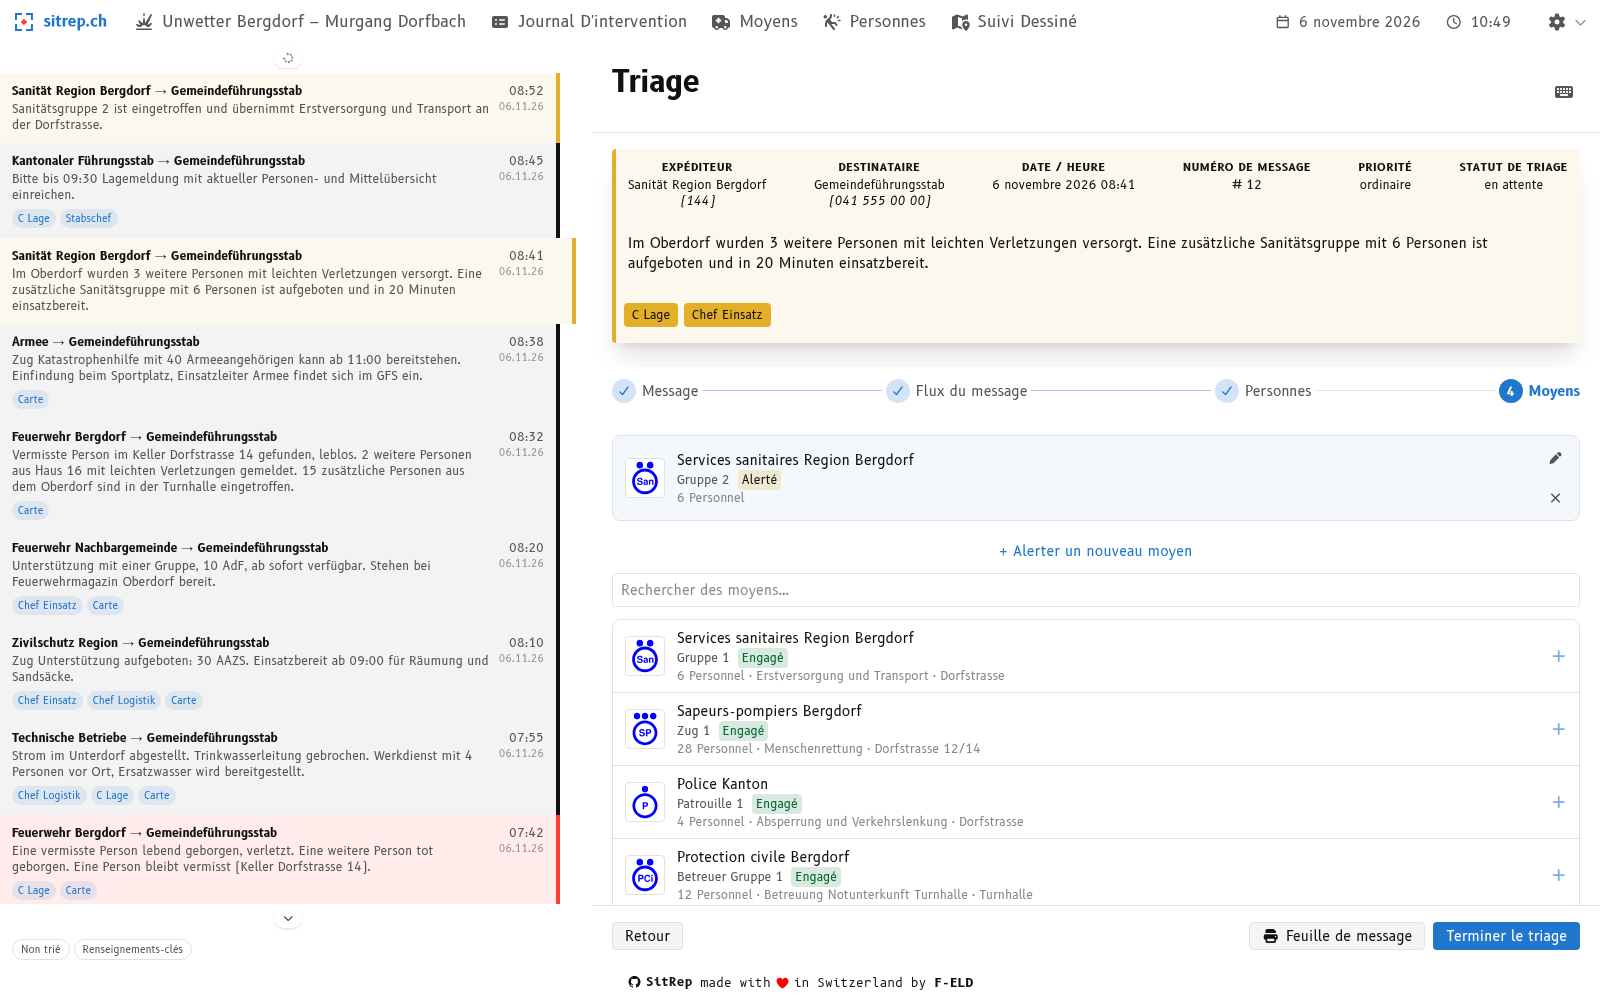 sitrep.ch
Unwetter Bergdorf – Murgang Dorfbach
Journal D'intervention
Moyens
Personnes
Suivi Dessiné
6 novembre 2026
10:49
Sanität Region Bergdorf → Gemeindeführungsstab
08:52
Sanitätsgruppe 2 ist eingetroffen und übernimmt Erstversorgung und Transport an
06.11.26
der Dorfstrasse.
Kantonaler Führungsstab → Gemeindeführungsstab
08:45
Bitte bis 09:30 Lagemeldung mit aktueller Personen- und Mittelübersicht
06.11.26
einreichen.
C Lage
Stabschef
Sanität Region Bergdorf → Gemeindeführungsstab
08:41
Im Oberdorf wurden 3 weitere Personen mit leichten Verletzungen versorgt. Eine
06.11.26
zusätzliche Sanitätsgruppe mit 6 Personen ist aufgeboten und in 20 Minuten
einsatzbereit.
Armee → Gemeindeführungsstab
08:38
Zug Katastrophenhilfe mit 40 Armeeangehörigen kann ab 11:00 bereitstehen.
06.11.26
Einfindung beim Sportplatz, Einsatzleiter Armee findet sich im GFS ein.
Carte
Feuerwehr Bergdorf → Gemeindeführungsstab
08:32
Vermisste Person im Keller Dorfstrasse 14 gefunden, leblos. 2 weitere Personen
06.11.26
aus Haus 16 mit leichten Verletzungen gemeldet. 15 zusätzliche Personen aus
dem Oberdorf sind in der Turnhalle eingetroffen.
Carte
Feuerwehr Nachbargemeinde → Gemeindeführungsstab
08:20
Unterstützung mit einer Gruppe, 10 AdF, ab sofort verfügbar. Stehen bei
06.11.26
Feuerwehrmagazin Oberdorf bereit.
Chef Einsatz
Carte
Zivilschutz Region → Gemeindeführungsstab
08:10
Zug Unterstützung aufgeboten: 30 AAZS. Einsatzbereit ab 09:00 für Räumung und
06.11.26
Sandsäcke.
Chef Einsatz
Chef Logistik
Carte
Technische Betriebe → Gemeindeführungsstab
07:55
Strom im Unterdorf abgestellt. Trinkwasserleitung gebrochen. Werkdienst mit 4
06.11.26
Personen vor Ort, Ersatzwasser wird bereitgestellt.
Chef Logistik
C Lage
Carte
Feuerwehr Bergdorf → Gemeindeführungsstab
07:42
Eine vermisste Person lebend geborgen, verletzt. Eine weitere Person tot
06.11.26
geborgen. Eine Person bleibt vermisst (Keller Dorfstrasse 14).
C Lage
Carte
Non trié
Renseignements-clés
Triage
EXPÉDITEUR
Sanität Region Bergdorf
(144)
DESTINATAIRE
Gemeindeführungsstab
(041 555 00 00)
DATE / HEURE
6 novembre 2026 08:41
NUMÉRO DE MESSAGE
# 12
PRIORITÉ
ordinaire
STATUT DE TRIAGE
en attente
Im Oberdorf wurden 3 weitere Personen mit leichten Verletzungen versorgt. Eine zusätzliche Sanitätsgruppe mit 6 Personen ist
aufgeboten und in 20 Minuten einsatzbereit.
C Lage
Chef Einsatz
Message
Flux du message
Personnes
4
Moyens
San
Services sanitaires Region Bergdorf
Gruppe 2
Alerté
6 Personnel
+ Alerter un nouveau moyen
Rechercher des moyens...
San
Services sanitaires Region Bergdorf
Gruppe 1
Engagé
6 Personnel · Erstversorgung und Transport · Dorfstrasse
SP
Sapeurs-pompiers Bergdorf
Zug 1
Engagé
28 Personnel · Menschenrettung · Dorfstrasse 12/14
P
Police Kanton
Patrouille 1
Engagé
4 Personnel · Absperrung und Verkehrslenkung · Dorfstrasse
PCi
Protection civile Bergdorf
Betreuer Gruppe 1
Engagé
12 Personnel · Betreuung Notunterkunft Turnhalle · Turnhalle
Retour
Feuille de message
Terminer le triage
SitRep made with
in Switzerland by F-ELD